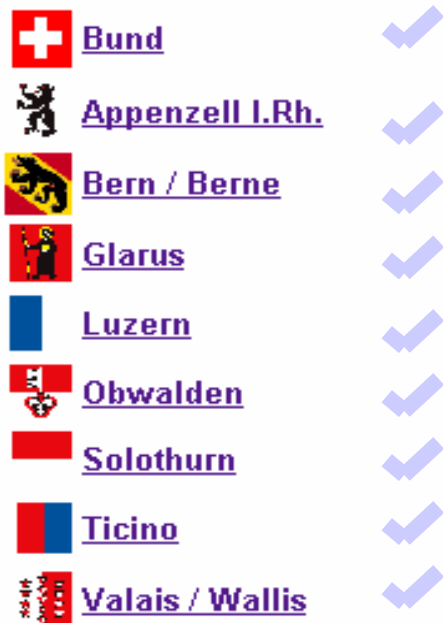 Bund
Appenzell I.Rh.
Bern / Berne
Glarus
Luzern
Obwalden
Solothurn
Ticino
Valais / Wallis